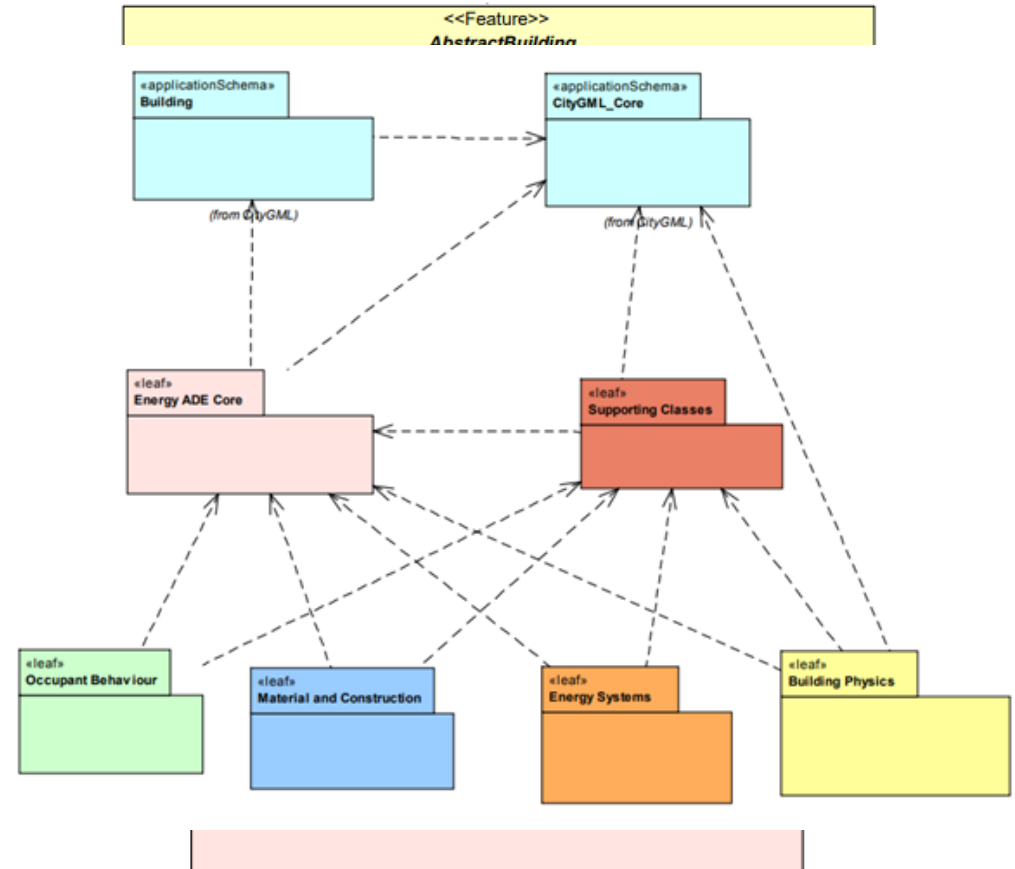 <<Feature>>
AbstractBuilding
«applicationSchema»
Building
«applicationSchema»
CityGML_Core
(from CityGML)
(from CityGML)
«leaf»
Energy ADE Core
«leaf»
Supporting Classes
«leaf»
Occupant Behaviour
«leaf»
Material and Construction
«leaf»
Energy Systems
«leaf»
Building Physics